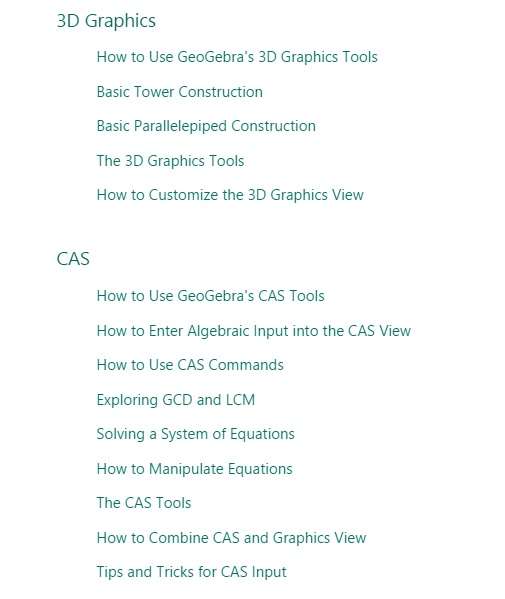 3D Graphics
How to Use GeoGebra's 3D Graphics Tools
Basic Tower Construction
Basic Parallelepiped Construction
The 3D Graphics Tools
How to Customize the 3D Graphics View
CAS
How to Use GeoGebra's CAS Tools
How to Enter Algebraic Input into the CAS View
How to Use CAS Commands
Exploring GCD and LCM
Solving a System of Equations
How to Manipulate Equations
The CAS Tools
How to Combine CAS and Graphics View
Tips and Tricks for CAS Input